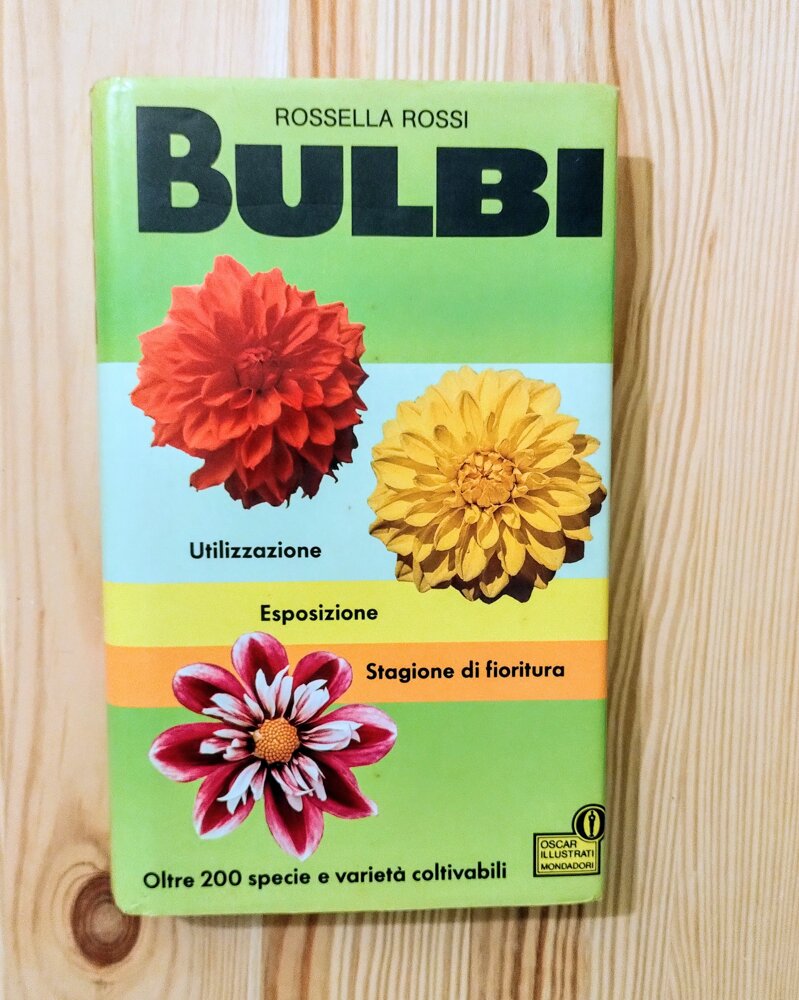 ROSSELLA ROSSI
BULBI
Utilizzazione
Esposizione
Stagione di fioritura
Oltre 200 specie e varietà coltivabili
OSCAR
ILLUSTRATI
MONDADORI